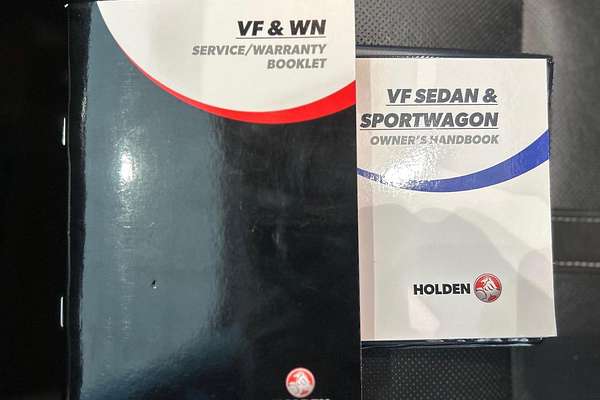 VF & WN
SERVICE/WARRANTY
BOOKLET
VF SEDAN &
SPORTWAGON
OWNER'S HANDBOOK
HOLDEN